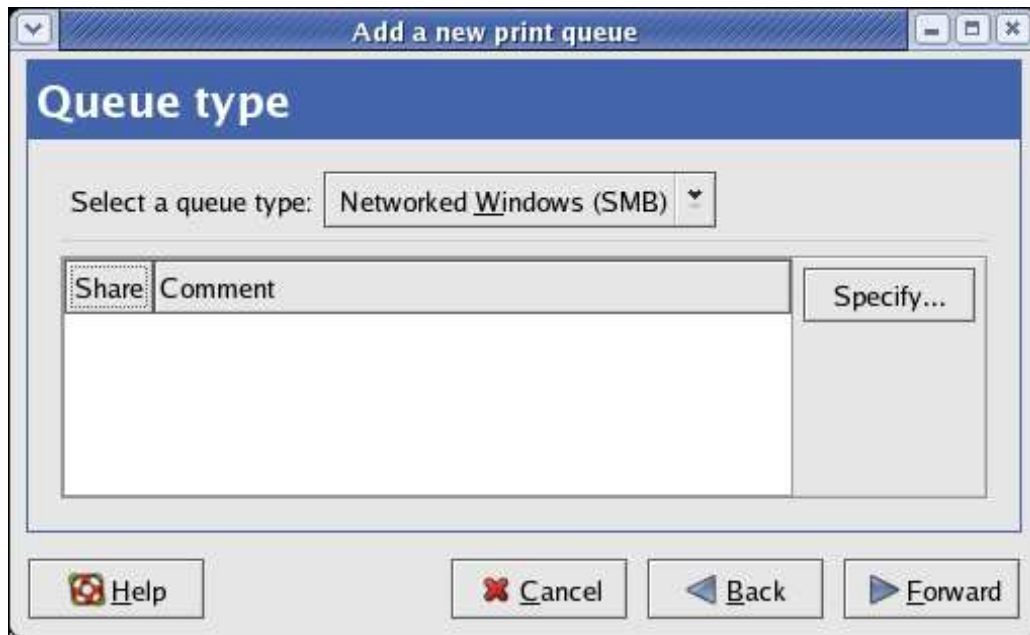 Add a new print queue
Queue type
Select a queue type: Networked Windows (SMB)
Share Comment
Specify...
Help Cancel Back Forward